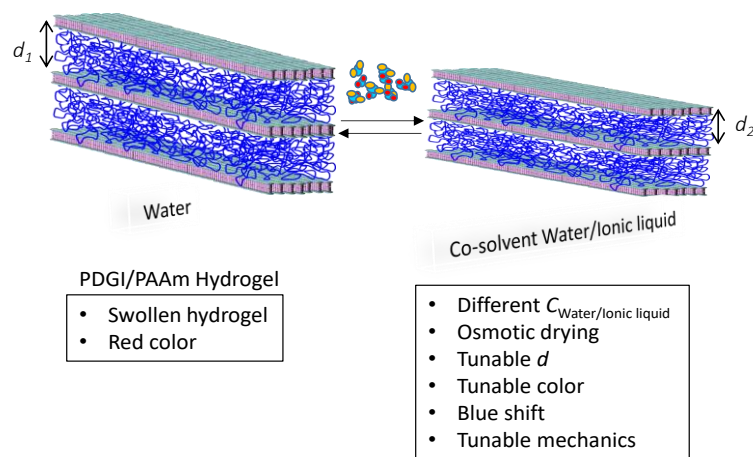 d₁
d₂
Water
Co-solvent Water/Ionic liquid
PDGI/PAAm Hydrogel
• Swollen hydrogel
• Red color
• Different C_Water/Ionic liquid
• Osmotic drying
• Tunable d
• Tunable color
• Blue shift
• Tunable mechanics